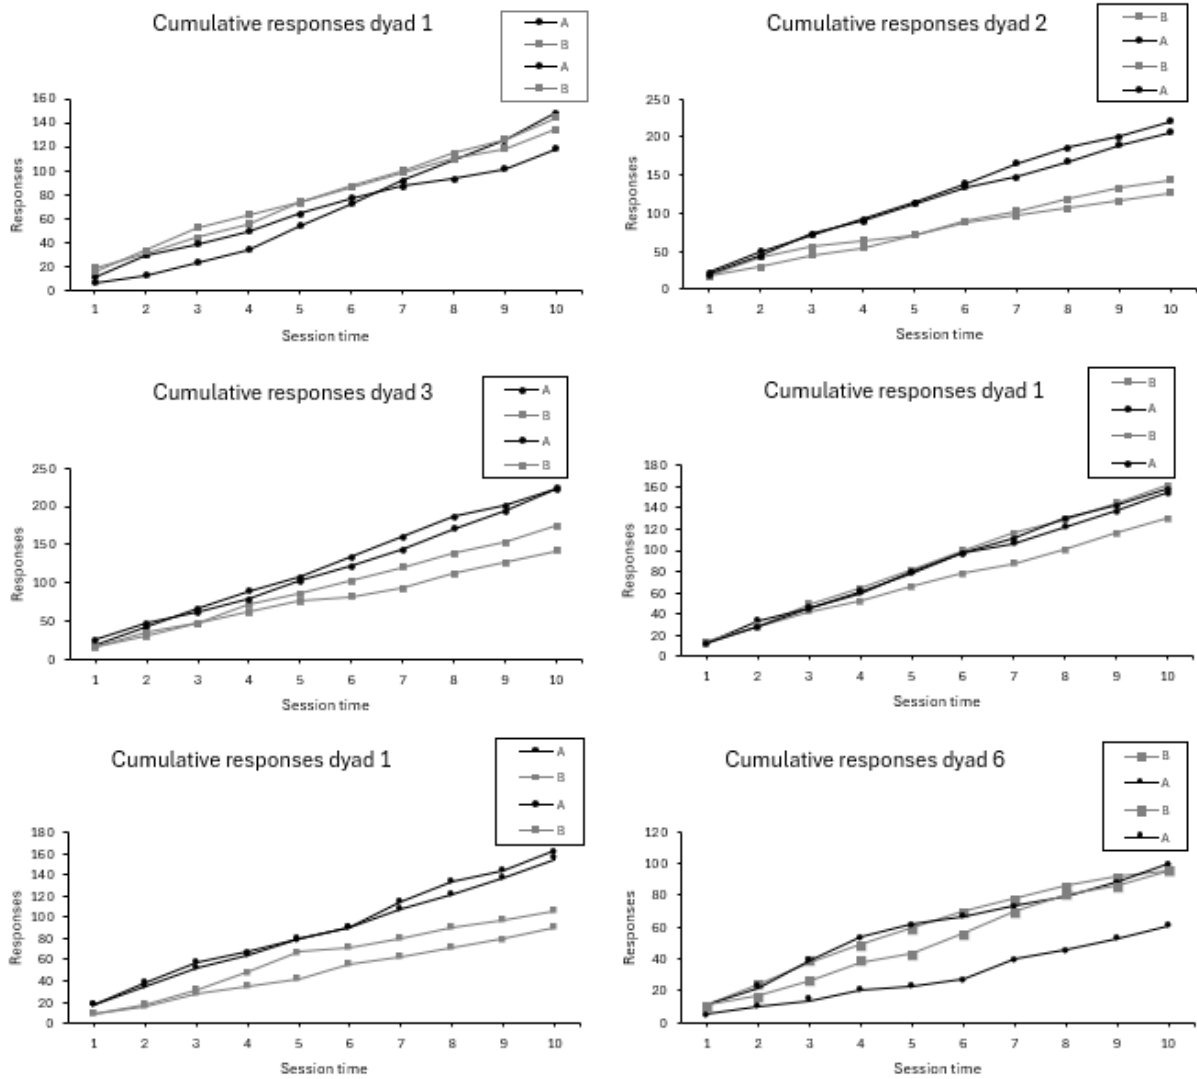 Cumulative responses dyad 1
A
B
A
B
160
140
120
100
80
60
40
20
0
Responses
1 2 3 4 5 6 7 8 9 10
Session time
Cumulative responses dyad 2
B
A
B
A
250
200
150
100
50
0
Responses
1 2 3 4 5 6 7 8 9 10
Session time
Cumulative responses dyad 3
A
B
A
B
250
200
150
100
50
0
Responses
1 2 3 4 5 6 7 8 9 10
Session time
Cumulative responses dyad 1
B
A
B
A
180
160
140
120
100
80
60
40
20
0
Responses
1 2 3 4 5 6 7 8 9 10
Session time
Cumulative responses dyad 1
A
B
A
B
180
160
140
120
100
80
60
40
20
0
Responses
1 2 3 4 5 6 7 8 9 10
Session time
Cumulative responses dyad 6
B
A
B
A
120
100
80
60
40
20
0
Responses
1 2 3 4 5 6 7 8 9 10
Session time